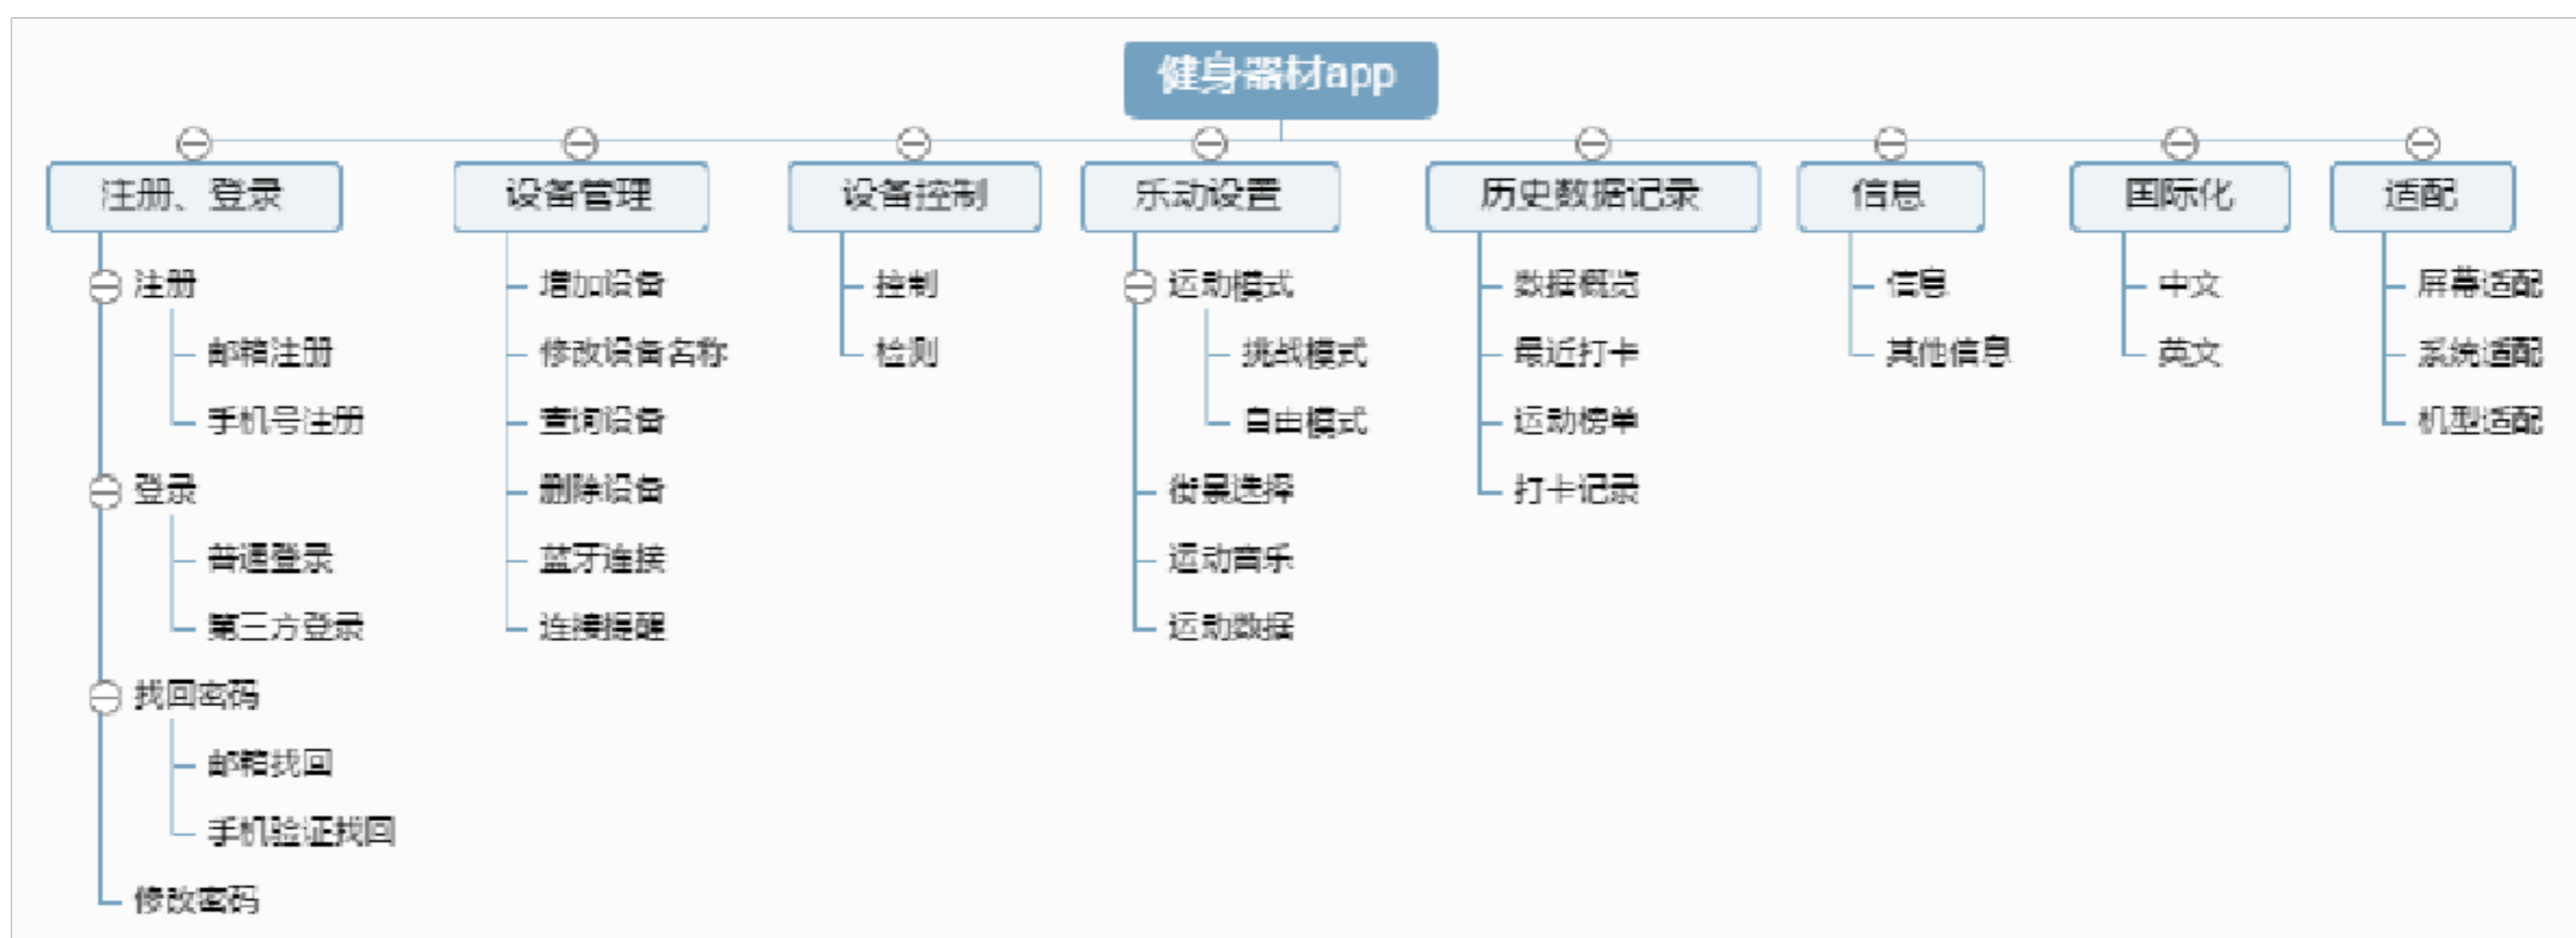 健身器材app
注册、登录
设备管理
设备控制
乐动设置
历史数据记录
信息
国际化
适配
注册
邮箱注册
手机号注册
登录
普通登录
第三方登录
找回密码
邮箱找回
手机验证找回
修改密码
增加设备
修改设备名称
查询设备
删除设备
蓝牙连接
连接提醒
控制
检测
运动模式
挑战模式
自由模式
街景选择
运动音乐
运动数据
数据概览
最近打卡
运动榜单
打卡记录
信息
其他信息
中文
英文
屏幕适配
系统适配
机型适配